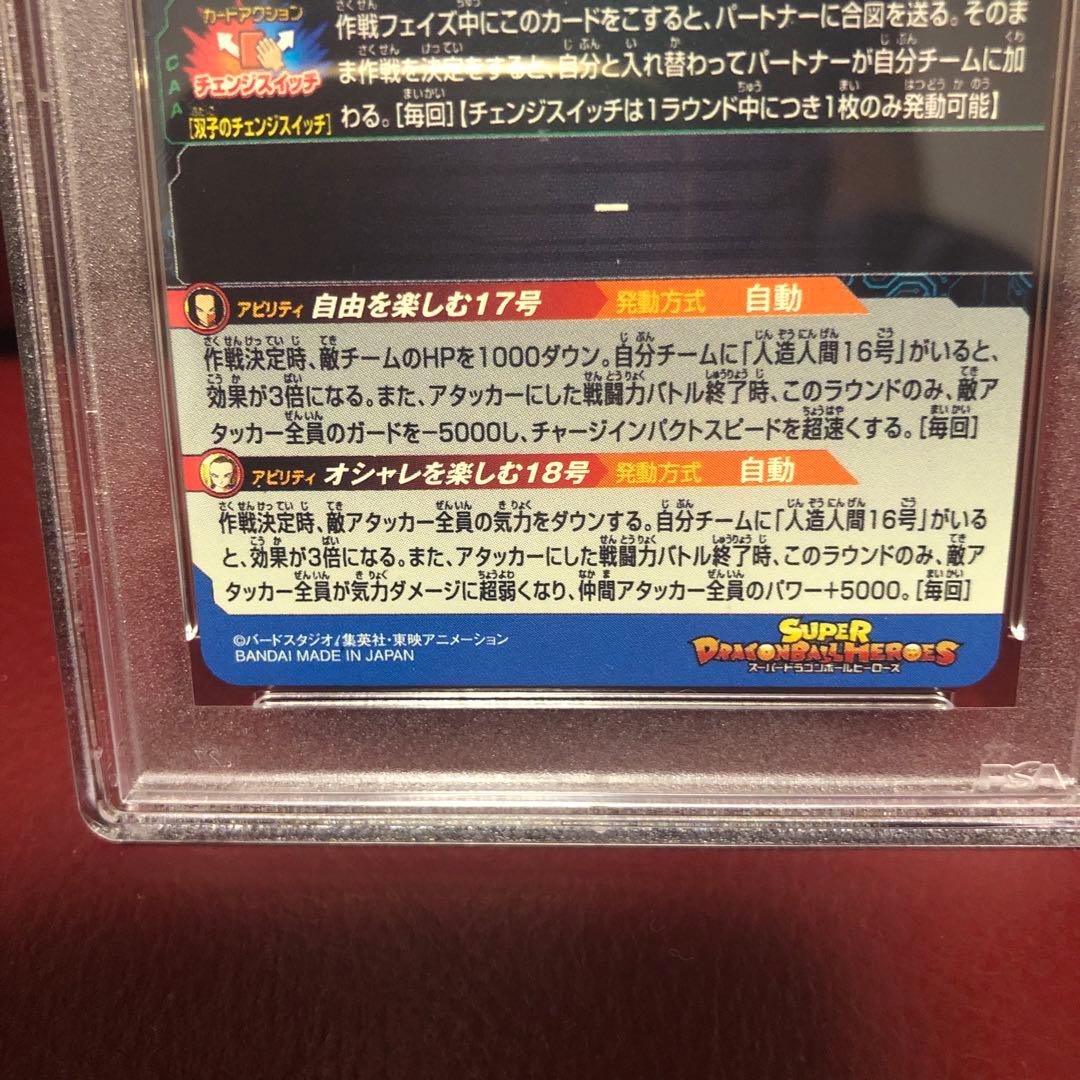 カードアクション
チェンジスイッチ
[双子のチェンジスイッチ]
CAA
作戦フェイズ中にこのカードをこすると、パートナーに合図を送る。そのま
ま作戦を決定をすると、自分と入れ替わってパートナーが自分チームに加
わる。[毎回]【チェンジスイッチは1ラウンド中につき1枚のみ発動可能】
ー
アビリティ 自由を楽しむ17号 発動方式 自動
作戦決定時、敵チームのHPを1000ダウン。自分チームに「人造人間16号」がいると、
効果が3倍になる。また、アタッカーにした戦闘力バトル終了時、このラウンドのみ、敵ア
タッカー全員のガードを−5000し、チャージインパクトスピードを超速くする。[毎回]
アビリティ オシャレを楽しむ18号 発動方式 自動
作戦決定時、敵アタッカー全員の気力をダウンする。自分チームに「人造人間16号」がいる
と、効果が3倍になる。また、アタッカーにした戦闘力バトル終了時、このラウンドのみ、敵ア
タッカー全員が気力ダメージに超弱くなり、仲間アタッカー全員のパワー+5000。[毎回]
©バードスタジオ/集英社・東映アニメーション
BANDAI MADE IN JAPAN
SUPER
DRAGONBALL HEROES
スーパードラゴンボールヒーローズ
PSA